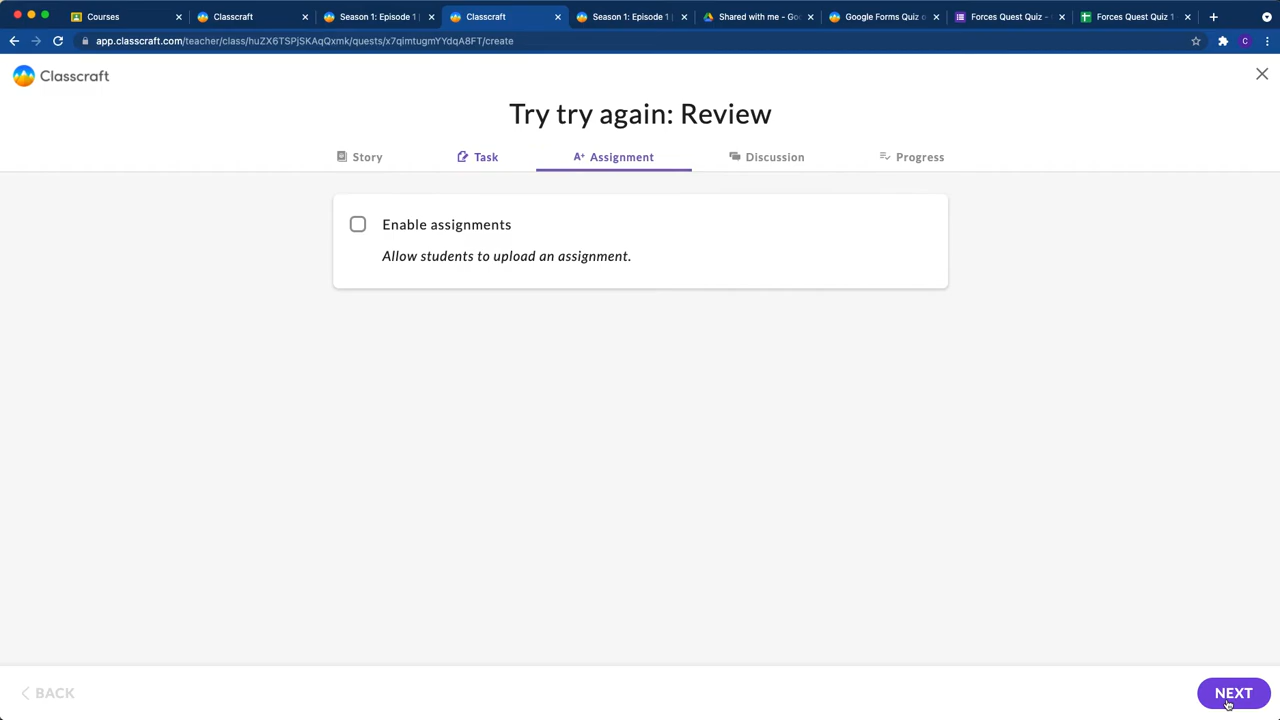 Courses
Classcraft
Season 1: Episode 1
Classcraft
Season 1: Episode 1
Shared with me - Goo
Google Forms Quiz o
Forces Quest Quiz -
Forces Quest Quiz 1
app.classcraft.com/teacher/class/huZX6TSPjSKAqQxmk/quests/x7qimtugmYYdqA8FT/create
C
Classcraft
Try try again: Review
Story
Task
A+ Assignment
Discussion
Progress
Enable assignments
Allow students to upload an assignment.
BACK
NEXT